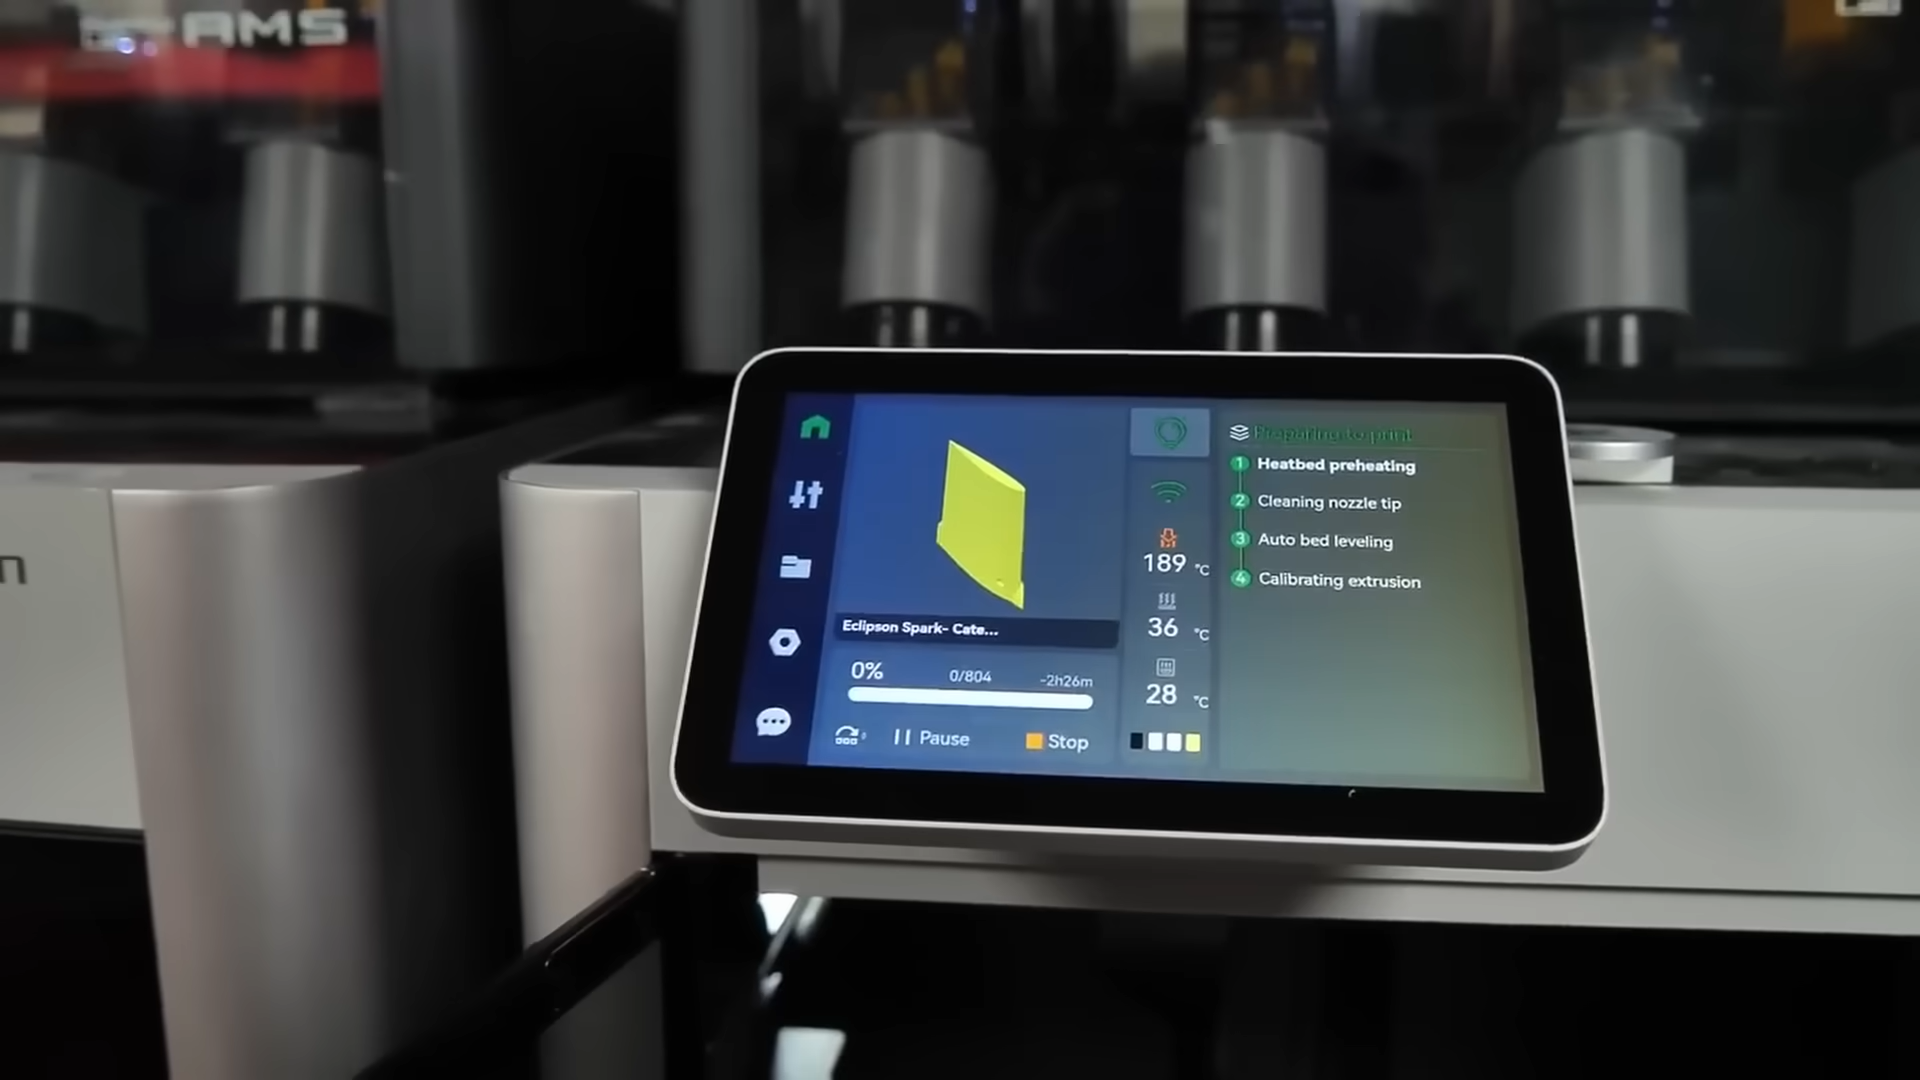 AMS
n
Preparing to print
1 Heatbed preheating
2 Cleaning nozzle tip
3 Auto bed leveling
4 Calibrating extrusion
189 °C
36 °C
28 °C
Eclipson Spark- Cate...
0% 0/804 -2h26m
Pause Stop